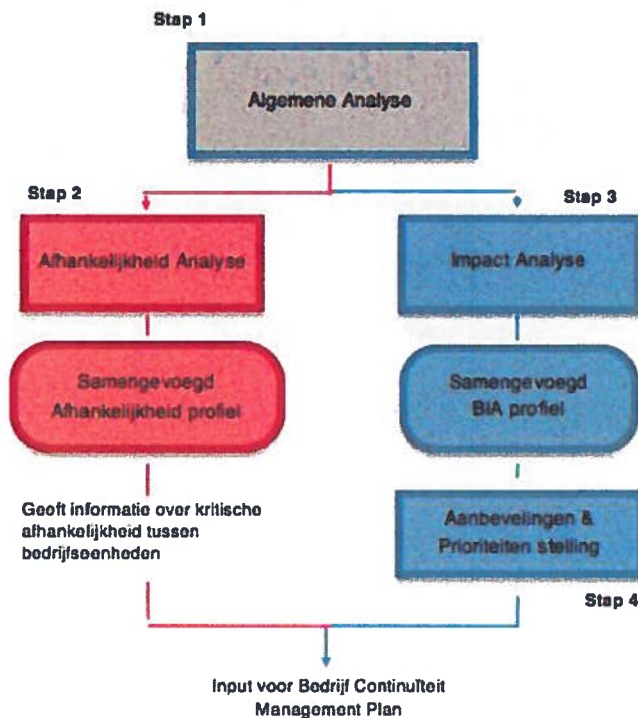 Stap 1
Algemene Analyse
Stap 2
Stap 3
Afhankelijkheid Analyse
Impact Analyse
Samengevoegd
Afhankelijkheid profiel
Samengevoegd
BIA profiel
Geeft informatie over kritische
afhankelijkheid tussen
bedrijfseenheden
Aanbevelingen &
Prioriteiten stelling
Stap 4
Input voor Bedrijf Continuïteit
Management Plan